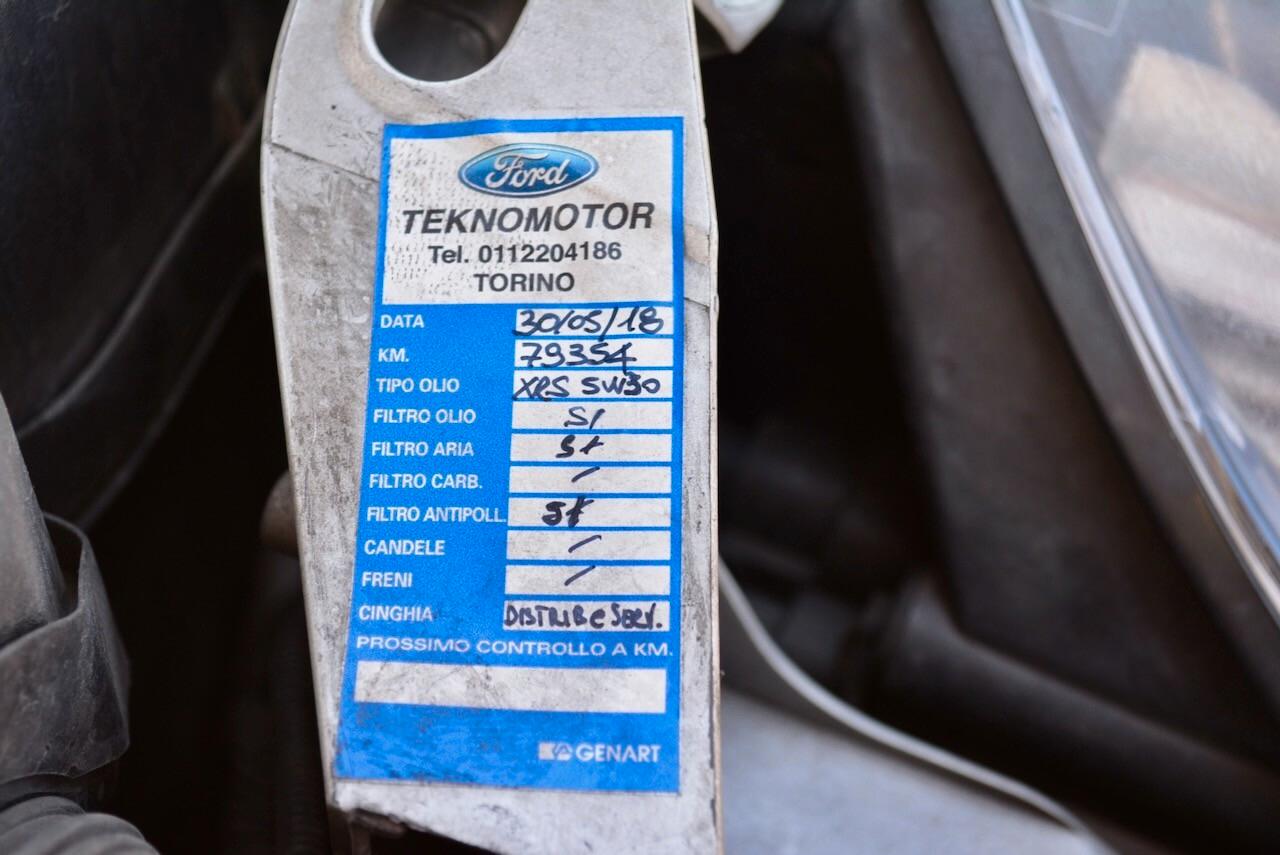 Ford
TEKNOMOTOR
Tel. 0112204186
TORINO
DATA 30/05/18
KM. 79354
TIPO OLIO XRS 5W30
FILTRO OLIO SI
FILTRO ARIA SI
FILTRO CARB. /
FILTRO ANTIPOLL. SI
CANDELE /
FRENI /
CINGHIA DISTRIB e SERV.
PROSSIMO CONTROLLO A KM.
GENART